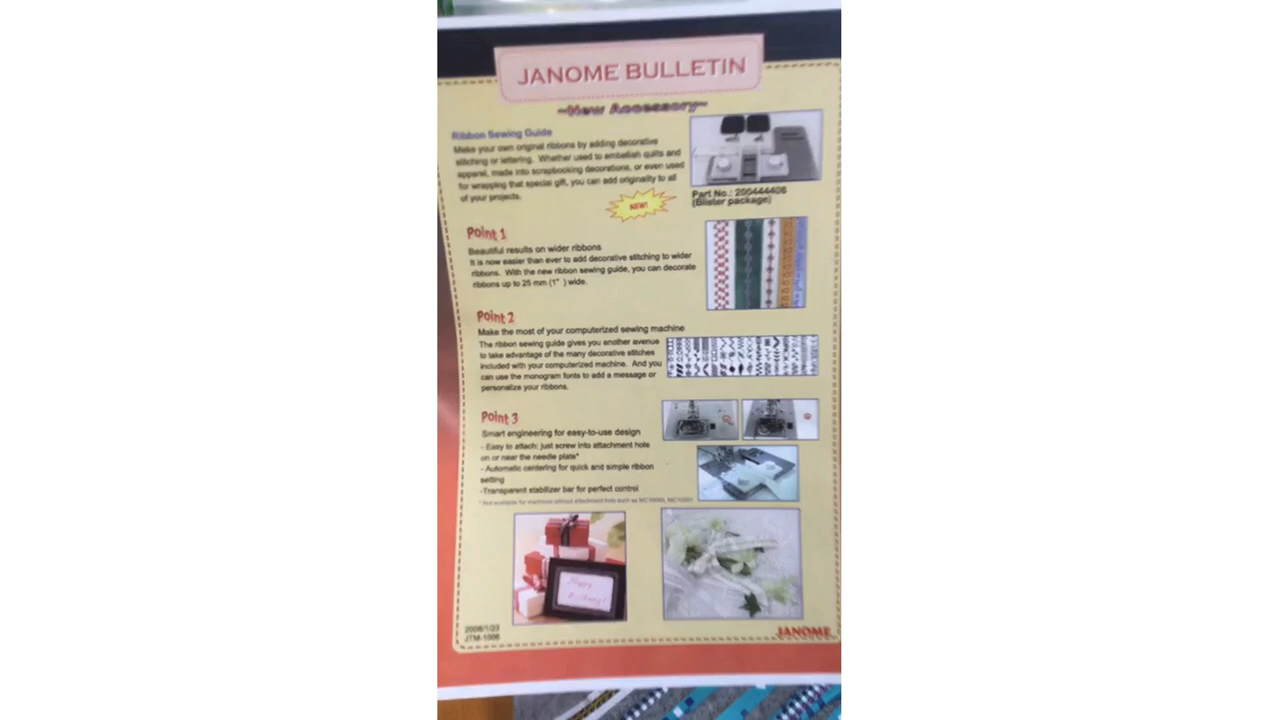 JANOME BULLETIN
~New Accessory~
Ribbon Sewing Guide
Make your own original ribbons by adding decorative
stitching or lettering. Whether used to embellish quilts and
apparel, made into scrapbooking decorations, or even used
for wrapping that special gift, you can add originality to all
of your projects.
NEW!
Part No.: 200444408
(Blister package)
Point 1
Beautiful results on wider ribbons
It is now easier than ever to add decorative stitching to wider
ribbons. With the new ribbon sewing guide, you can decorate
ribbons up to 25 mm (1" ) wide.
Point 2
Make the most of your computerized sewing machine
The ribbon sewing guide gives you another avenue
to take advantage of the many decorative stitches
included with your computerized machine. And you
can use the monogram fonts to add a message or
personalize your ribbons.
Point 3
Smart engineering for easy-to-use design
- Easy to attach: just screw into attachment hole
on or near the needle plate*
- Automatic centering for quick and simple ribbon
setting
-Transparent stabilizer bar for perfect control
* Not available for machines without attachment hole such as
Happy
Birthday!
2008/1/23
JTM-1006
JANOME